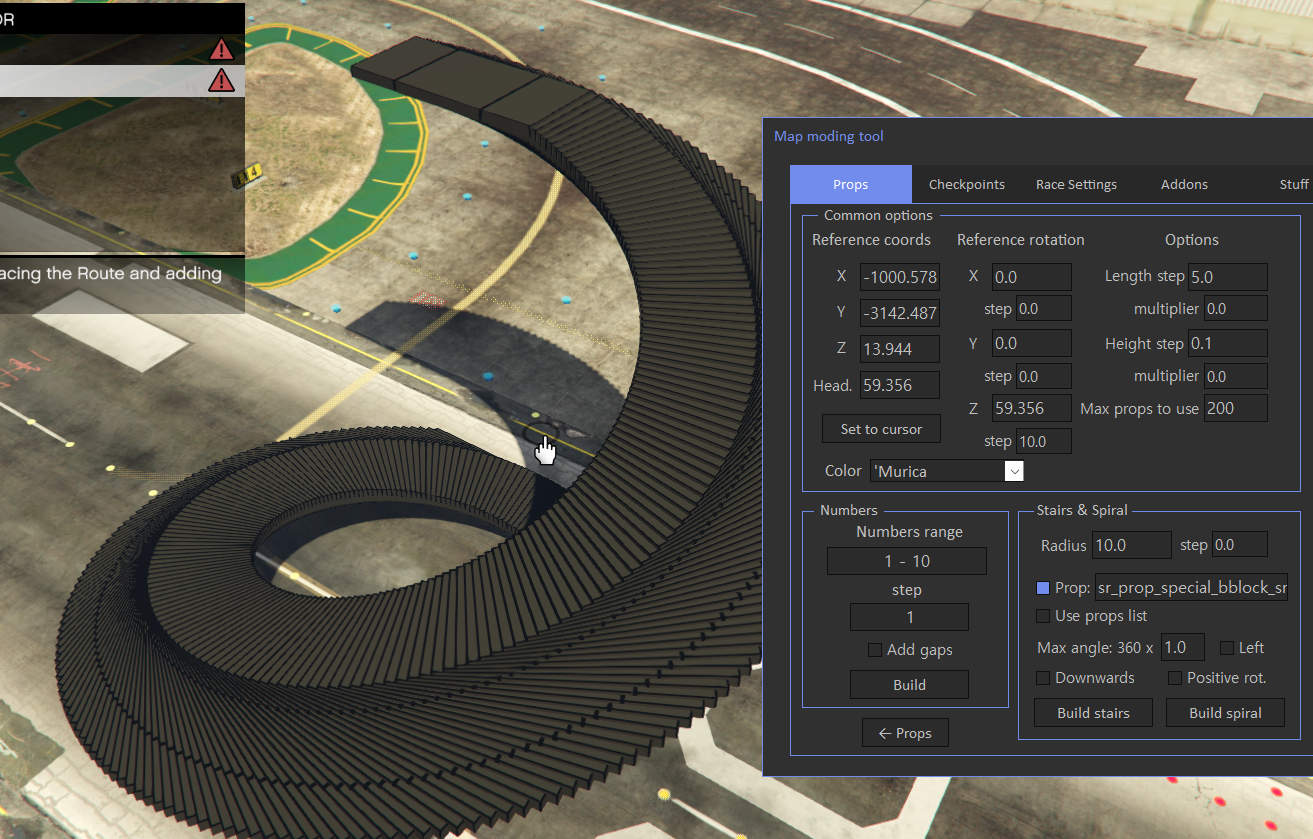 OR
acing the Route and adding
Map moding tool
Props
Checkpoints
Race Settings
Addons
Stuff
Common options
Reference coords
Reference rotation
Options
X -1000.578
Y -3142.487
Z 13.944
Head. 59.356
Set to cursor
Color 'Murica
X 0.0
step 0.0
Y 0.0
step 0.0
Z 59.356
step 10.0
Length step 5.0
multiplier 0.0
Height step 0.1
multiplier 0.0
Max props to use 200
Numbers
Numbers range
1 - 10
step
1
Add gaps
Build
← Props
Stairs & Spiral
Radius 10.0 step 0.0
Prop: sr_prop_special_bblock_sr
Use props list
Max angle: 360 x 1.0 Left
Downwards Positive rot.
Build stairs Build spiral